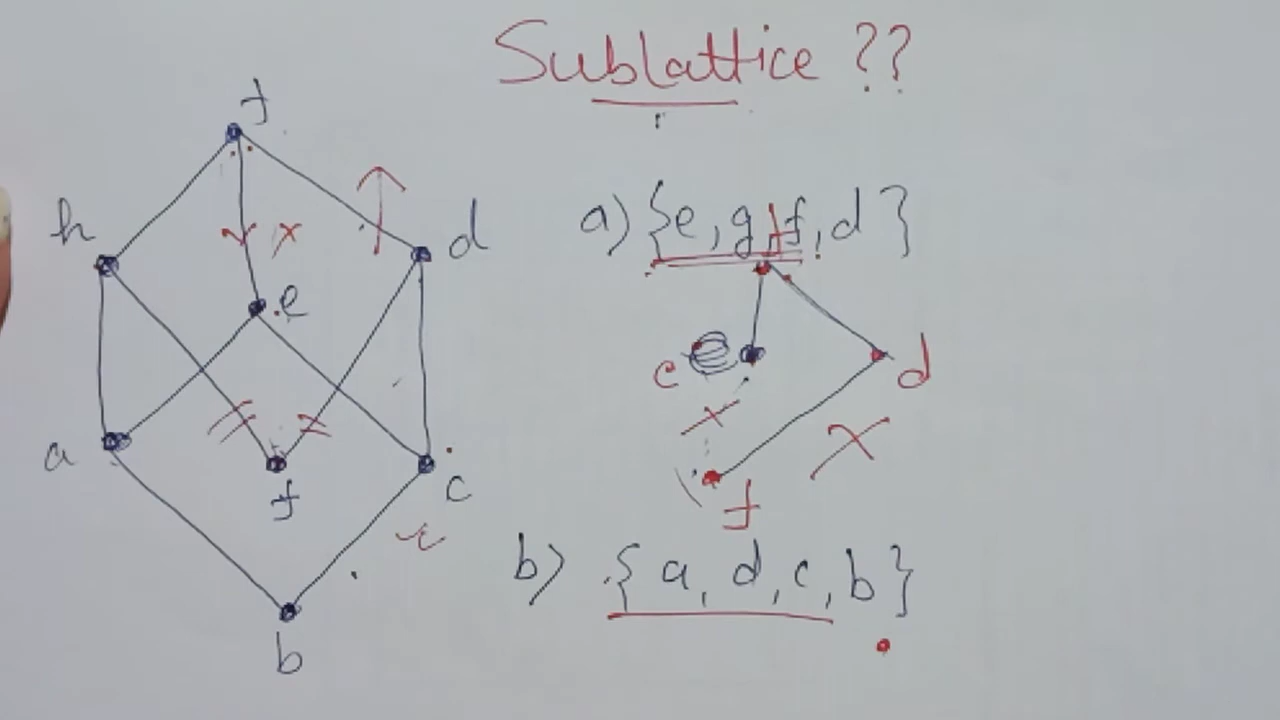 Sublattice ??
f
h
d
a) {e, g, f, d}
e
e
d
a
f
c
f
b) { a, d, c, b }
b